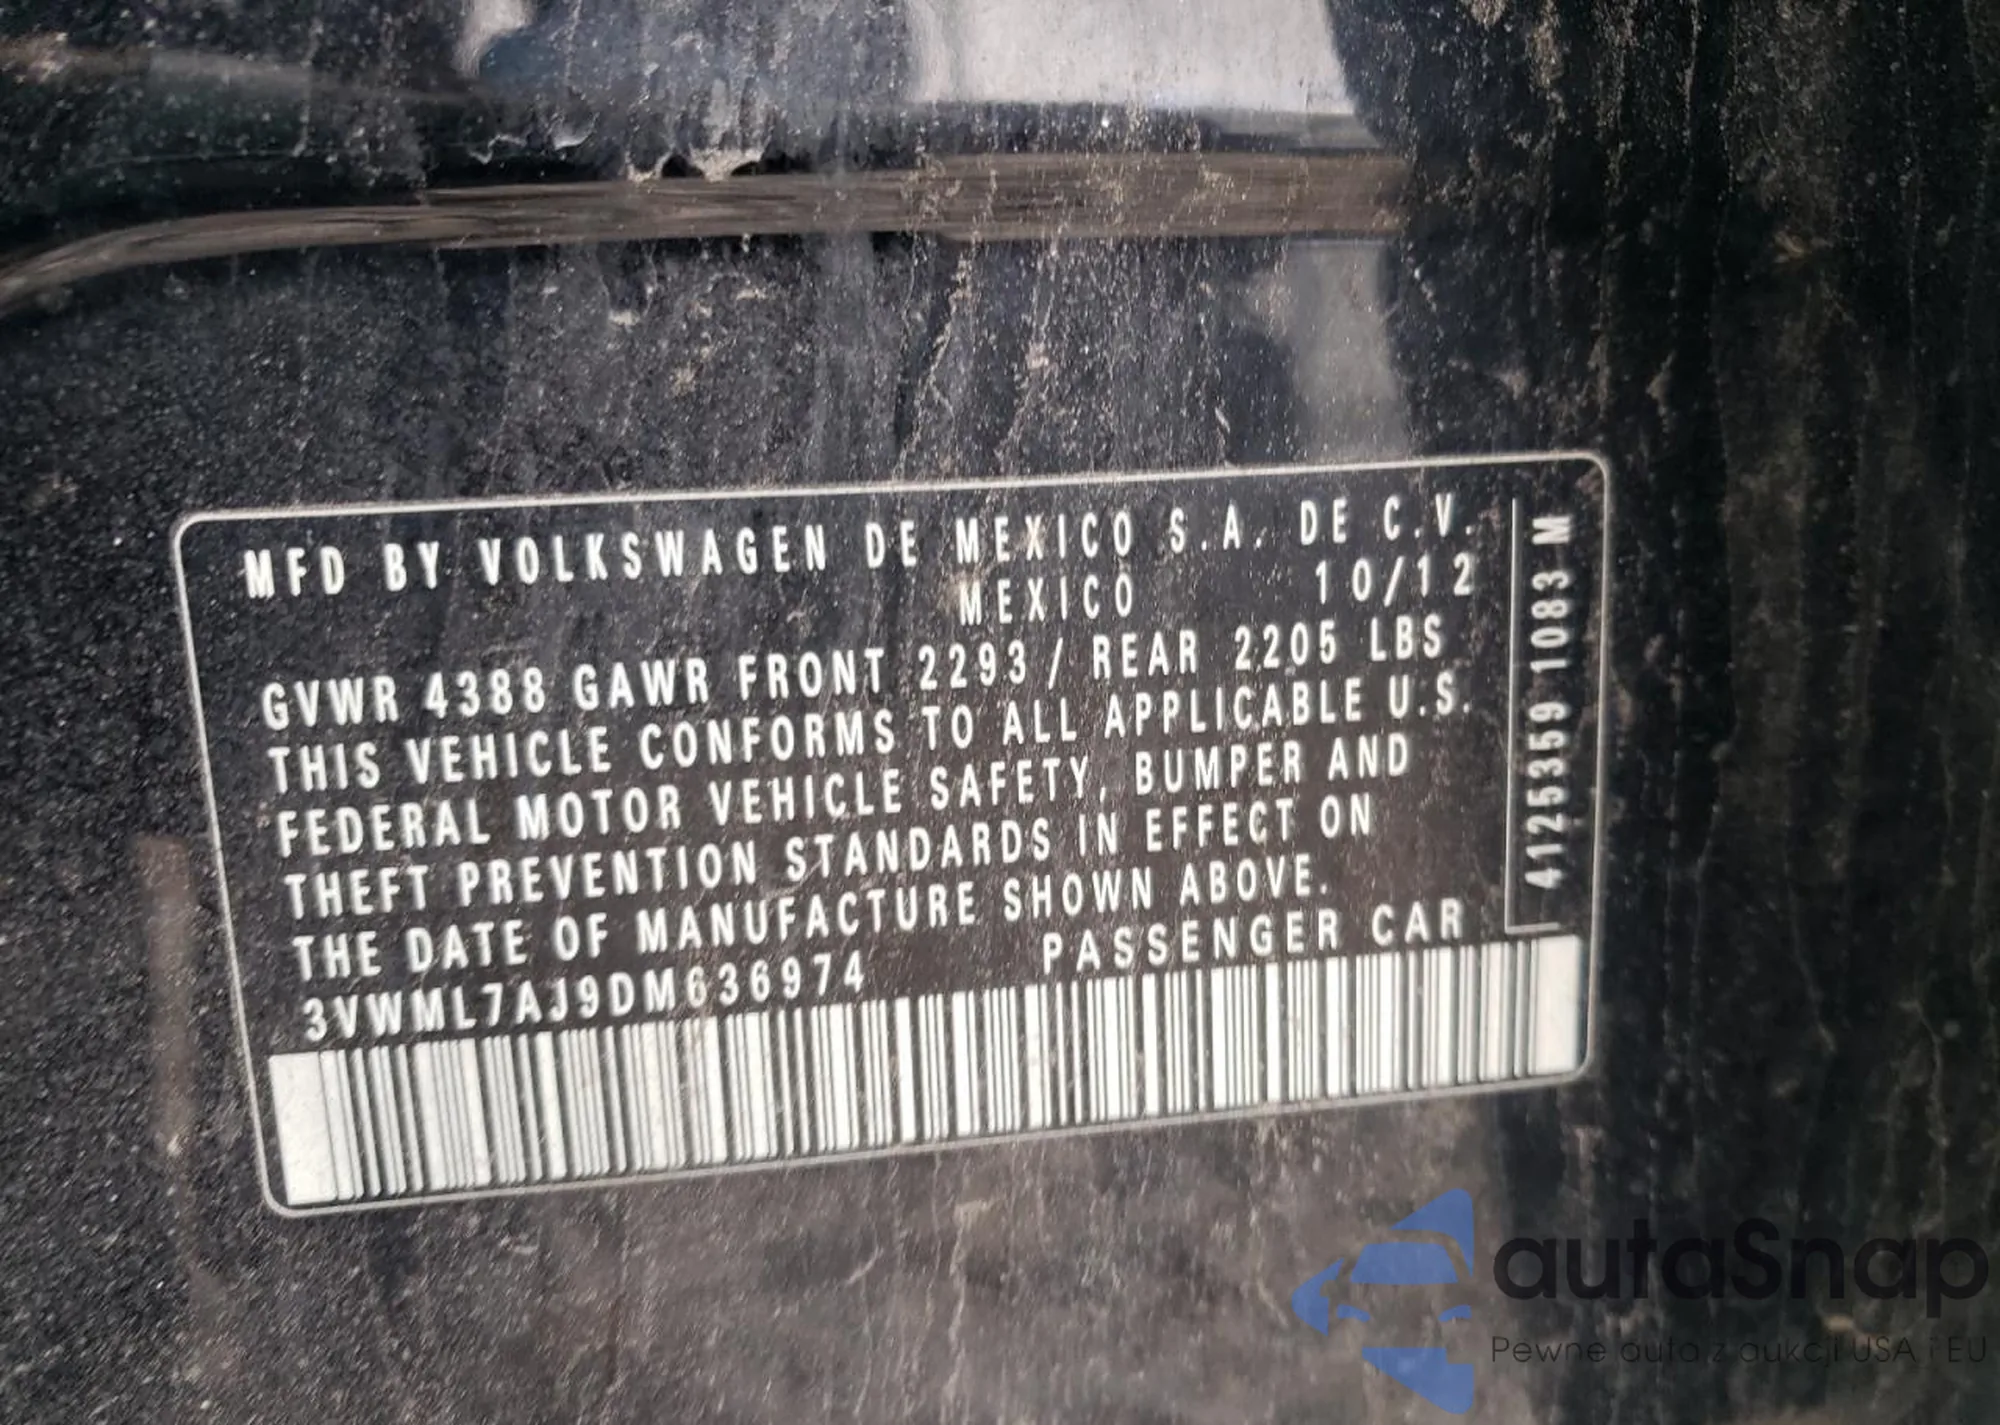 MFD BY VOLKSWAGEN DE MEXICO S.A. DE C.V.
MEXICO 10/12
GVWR 4388 GAWR FRONT 2293 / REAR 2205 LBS
THIS VEHICLE CONFORMS TO ALL APPLICABLE U.S.
FEDERAL MOTOR VEHICLE SAFETY, BUMPER AND
THEFT PREVENTION STANDARDS IN EFFECT ON
THE DATE OF MANUFACTURE SHOWN ABOVE.
3VWML7AJ9DM636974 PASSENGER CAR
4125359 1083 M
autaSnap
Pewne auta z aukcji USA i EU